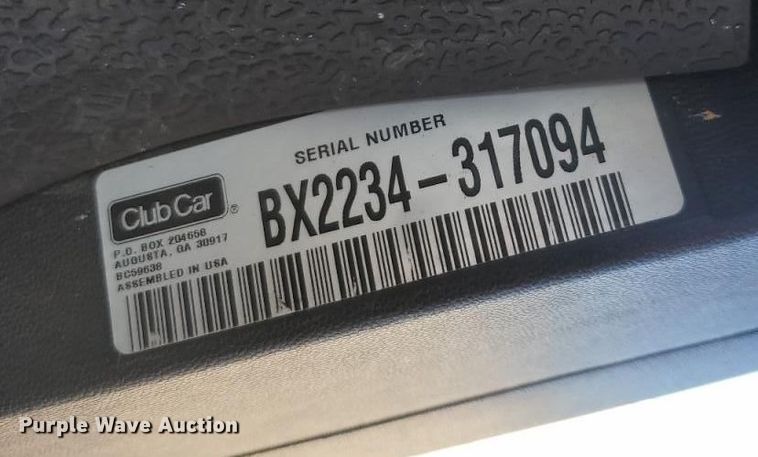 SERIAL NUMBER
BX2234-317094
Club Car®
P.O. BOX 204658
AUGUSTA, GA 30917
BC59638
ASSEMBLED IN USA
Purple Wave Auction